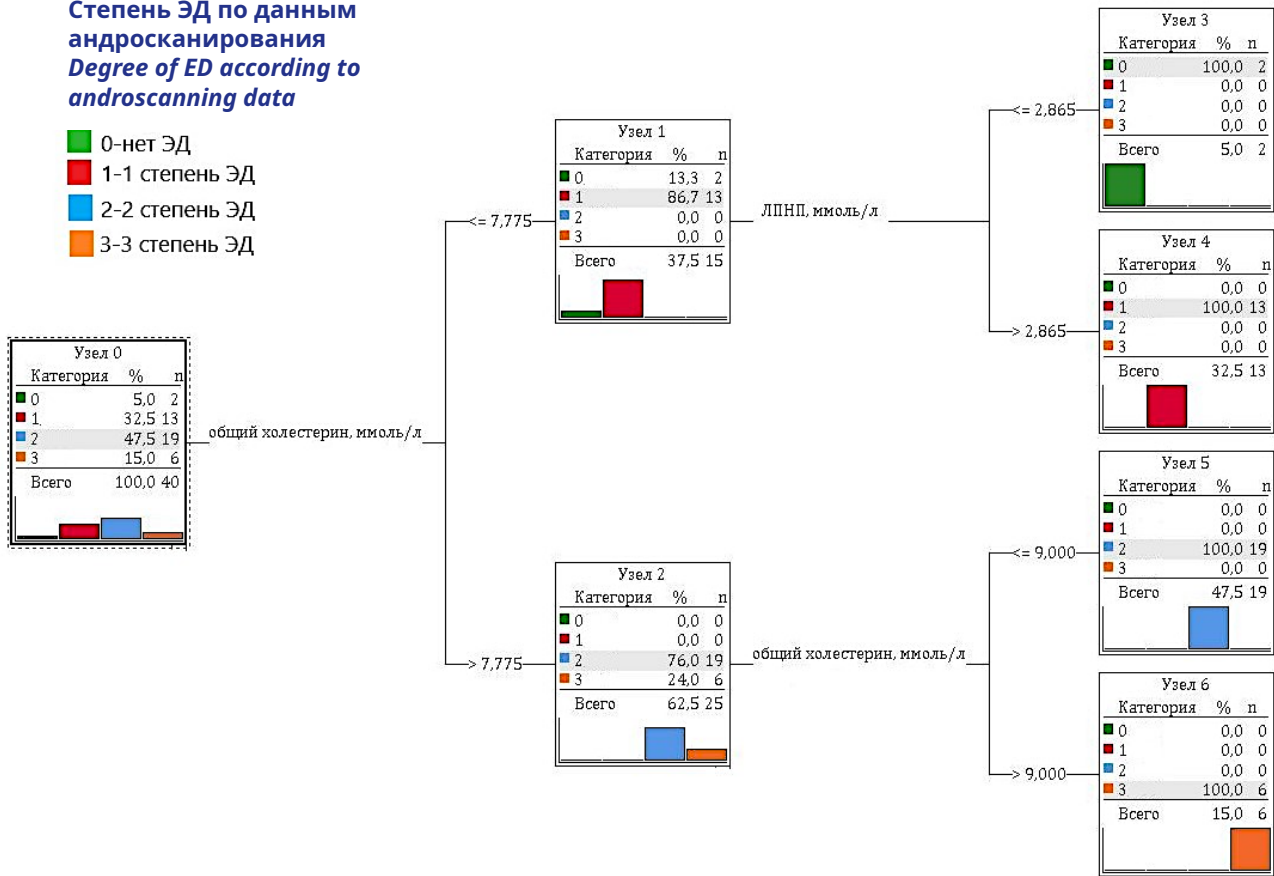 Степень ЭД по данным
андросканирования
Degree of ED according to
androscanning data
0-нет ЭД
1-1 степень ЭД
2-2 степень ЭД
3-3 степень ЭД
Узел 0
Категория % n
0 5,0 2
1 32,5 13
2 47,5 19
3 15,0 6
Всего 100,0 40
общий холестерин, ммоль/л
<= 7,775
Узел 1
Категория % n
0 13,3 2
1 86,7 13
2 0,0 0
3 0,0 0
Всего 37,5 15
ЛПНП, ммоль/л
> 7,775
Узел 2
Категория % n
0 0,0 0
1 0,0 0
2 76,0 19
3 24,0 6
Всего 62,5 25
общий холестерин, ммоль/л
<= 2,865
Узел 3
Категория % n
0 100,0 2
1 0,0 0
2 0,0 0
3 0,0 0
Всего 5,0 2
> 2,865
Узел 4
Категория % n
0 0,0 0
1 100,0 13
2 0,0 0
3 0,0 0
Всего 32,5 13
<= 9,000
Узел 5
Категория % n
0 0,0 0
1 0,0 0
2 100,0 19
3 0,0 0
Всего 47,5 19
> 9,000
Узел 6
Категория % n
0 0,0 0
1 0,0 0
2 0,0 0
3 100,0 6
Всего 15,0 6